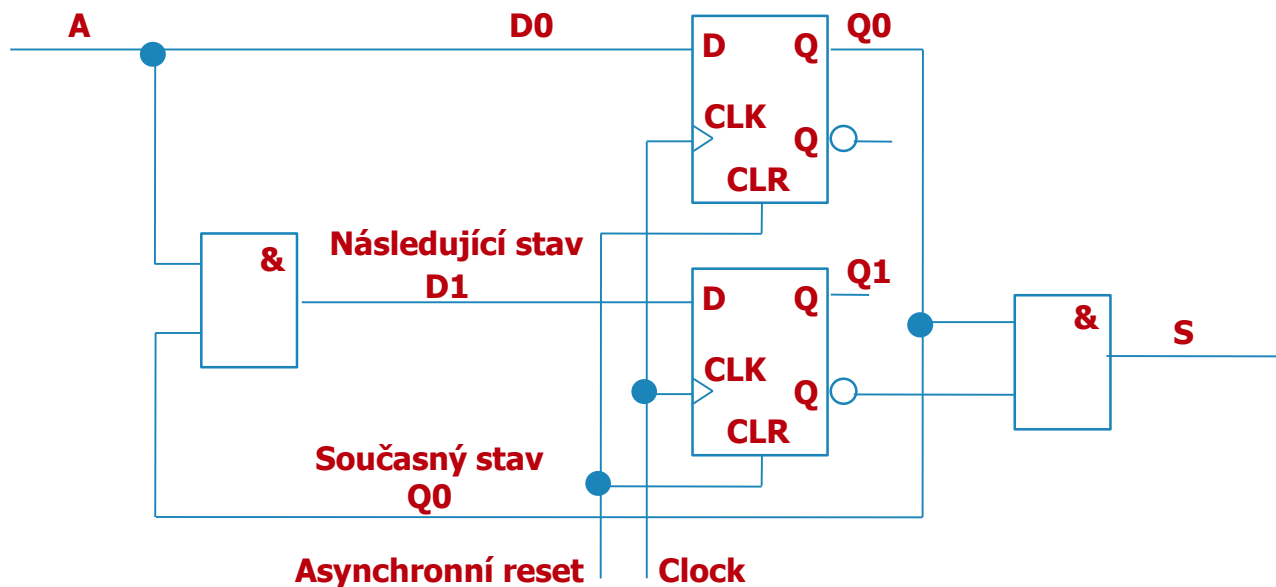 A
D0
D
Q
Q0
CLK
Q
CLR
&
Následující stav
D1
D
Q
Q1
CLK
Q
CLR
&
S
Současný stav
Q0
Asynchronní reset
Clock